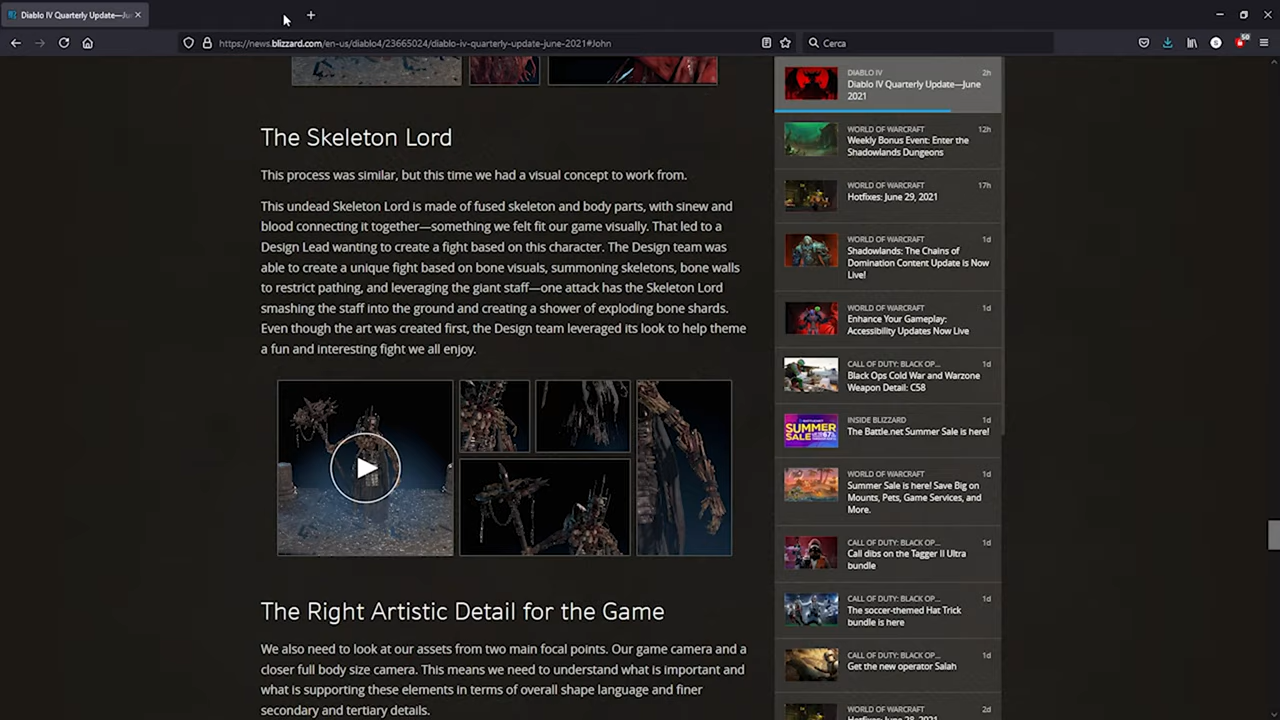 Diablo IV Quarterly Update—Ju
https://news.blizzard.com/en-us/diablo4/23665024/diablo-iv-quarterly-update-june-2021#John
Cerca
50
The Skeleton Lord
This process was similar, but this time we had a visual concept to work from.
This undead Skeleton Lord is made of fused skeleton and body parts, with sinew and
blood connecting it together—something we felt fit our game visually. That led to a
Design Lead wanting to create a fight based on this character. The Design team was
able to create a unique fight based on bone visuals, summoning skeletons, bone walls
to restrict pathing, and leveraging the giant staff—one attack has the Skeleton Lord
smashing the staff into the ground and creating a shower of exploding bone shards.
Even though the art was created first, the Design team leveraged its look to help theme
a fun and interesting fight we all enjoy.
The Right Artistic Detail for the Game
We also need to look at our assets from two main focal points. Our game camera and a
closer full body size camera. This means we need to understand what is important and
what is supporting these elements in terms of overall shape language and finer
secondary and tertiary details.
DIABLO IV 2h
Diablo IV Quarterly Update—June
2021
WORLD OF WARCRAFT 12h
Weekly Bonus Event: Enter the
Shadowlands Dungeons
WORLD OF WARCRAFT 17h
Hotfixes: June 29, 2021
WORLD OF WARCRAFT 1d
Shadowlands: The Chains of
Domination Content Update is Now
Live!
WORLD OF WARCRAFT 1d
Enhance Your Gameplay:
Accessibility Updates Now Live
CALL OF DUTY: BLACK OP... 1d
Black Ops Cold War and Warzone
Weapon Detail: C58
SUMMER
SALE
67%
INSIDE BLIZZARD 1d
The Battle.net Summer Sale is here!
WORLD OF WARCRAFT 1d
Summer Sale is here! Save Big on
Mounts, Pets, Game Services, and
More.
CALL OF DUTY: BLACK OP... 1d
Call dibs on the Tagger II Ultra
bundle
CALL OF DUTY: BLACK OP... 1d
The soccer-themed Hat Trick
bundle is here
CALL OF DUTY: BLACK OP... 1d
Get the new operator Salah
WORLD OF WARCRAFT 2d
Hotfixes: June 28, 2021